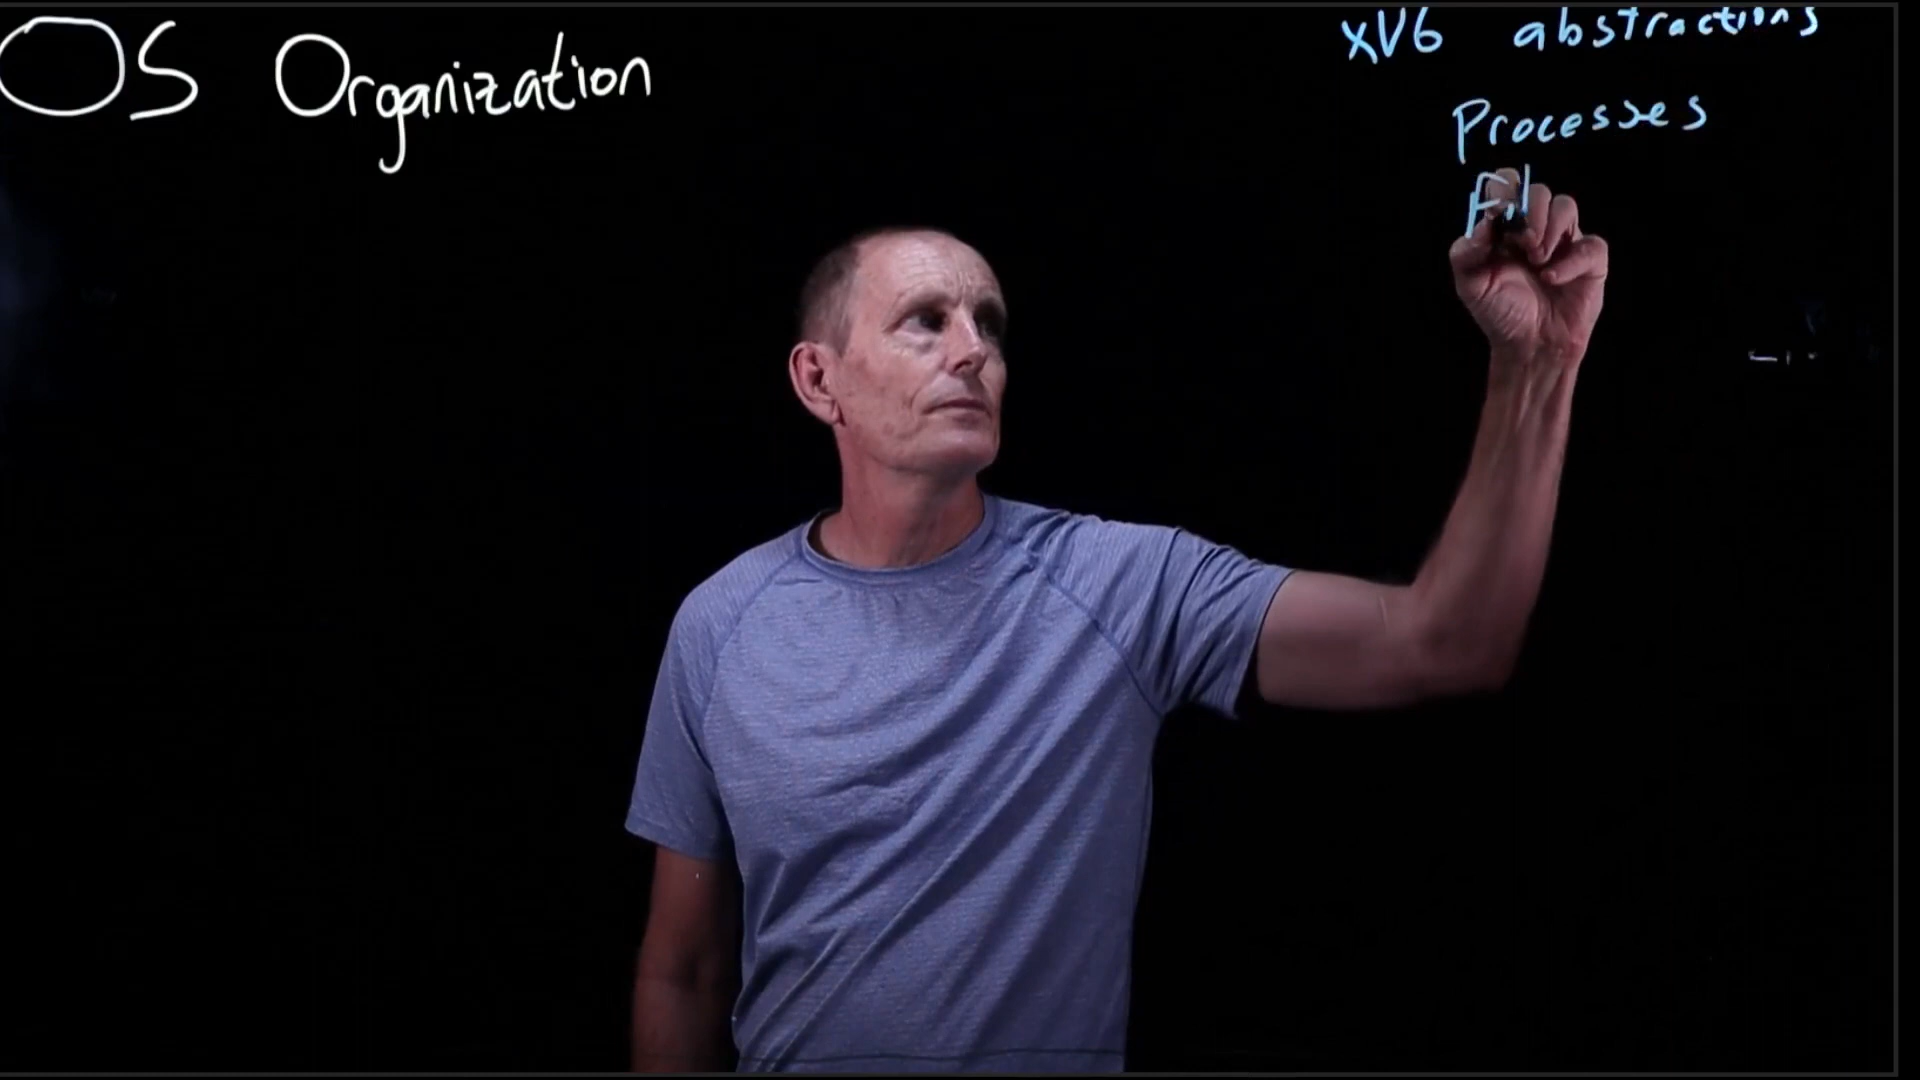 OS Organization
xv6 abstractions
Processes
Fil